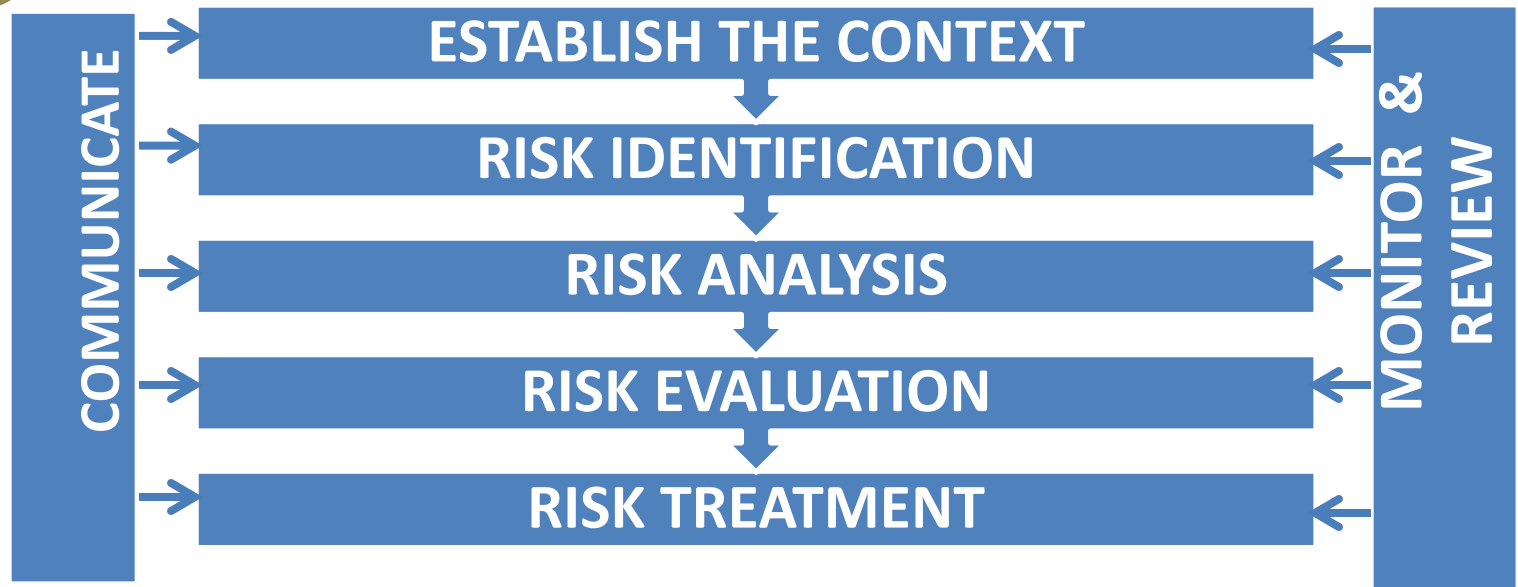 COMMUNICATE
ESTABLISH THE CONTEXT
RISK IDENTIFICATION
RISK ANALYSIS
RISK EVALUATION
RISK TREATMENT
MONITOR &
REVIEW